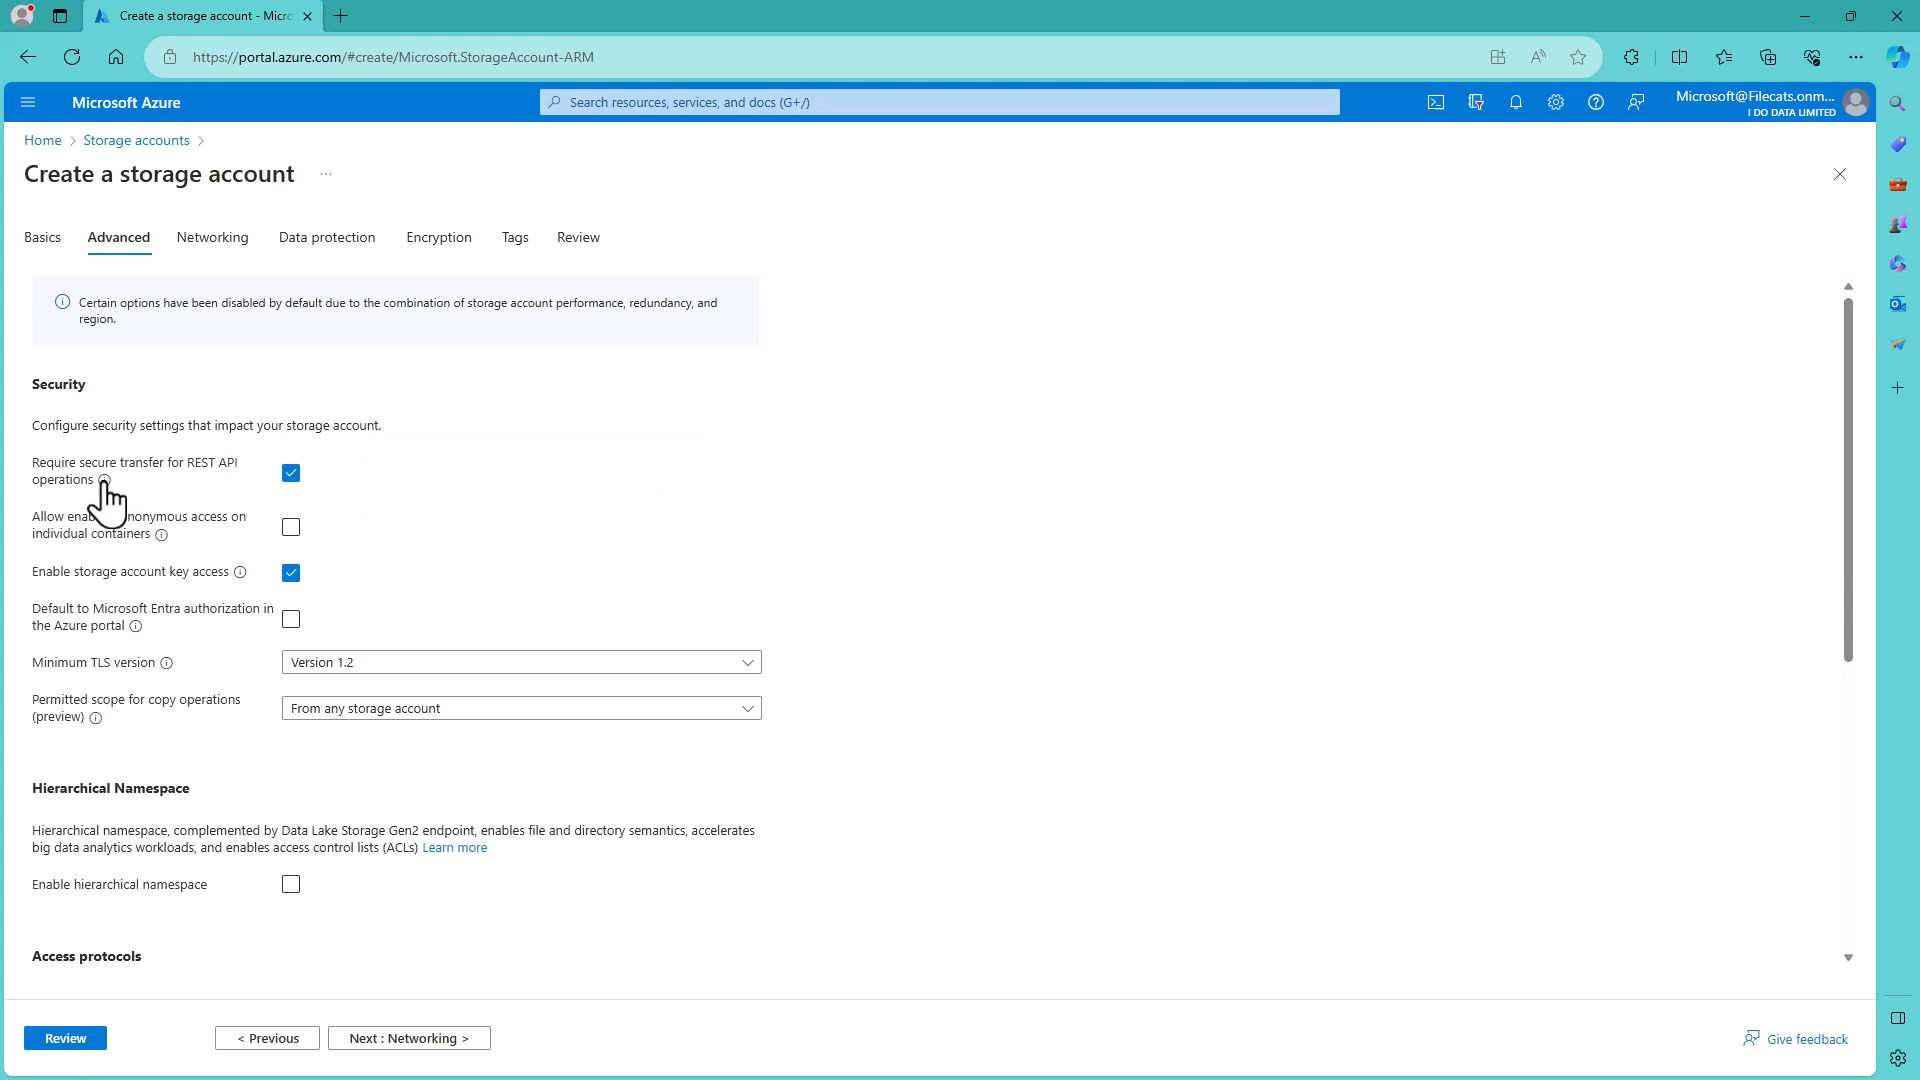 Create a storage account - Micro
https://portal.azure.com/#create/Microsoft.StorageAccount-ARM
Microsoft Azure
Search resources, services, and docs (G+/)
Microsoft@Filecats.onm...
I DO DATA LIMITED
Home > Storage accounts >
Create a storage account ...
Basics Advanced Networking Data protection Encryption Tags Review
Certain options have been disabled by default due to the combination of storage account performance, redundancy, and
region.
Security
Configure security settings that impact your storage account.
Require secure transfer for REST API
operations
Allow nonymous access on
individual containers
Enable storage account key access
Default to Microsoft Entra authorization in
the Azure portal
Minimum TLS version
Version 1.2
Permitted scope for copy operations
(preview)
From any storage account
Hierarchical Namespace
Hierarchical namespace, complemented by Data Lake Storage Gen2 endpoint, enables file and directory semantics, accelerates
big data analytics workloads, and enables access control lists (ACLs) Learn more
Enable hierarchical namespace
Access protocols
Review
< Previous
Next : Networking >
Give feedback